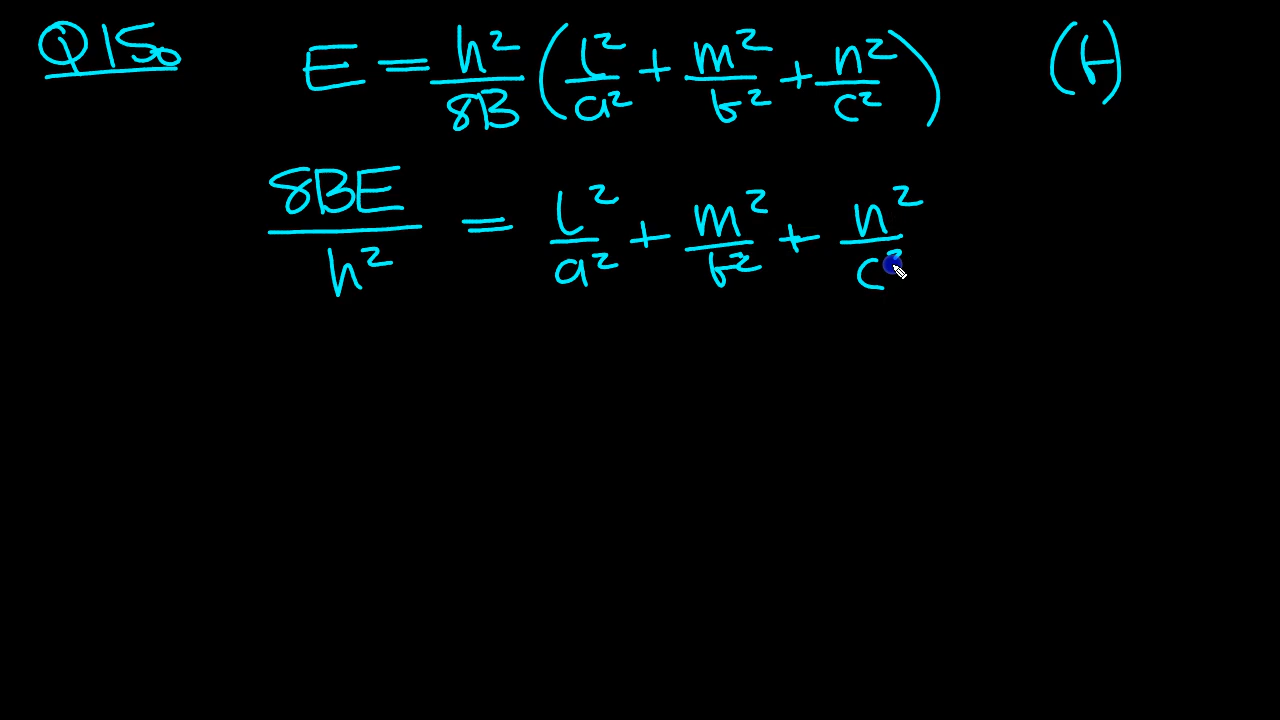 Q150 E = h²/8B (l²/a² + m²/b² + n²/c²) (t)
8BE/h² = l²/a² + m²/b² + n²/c²